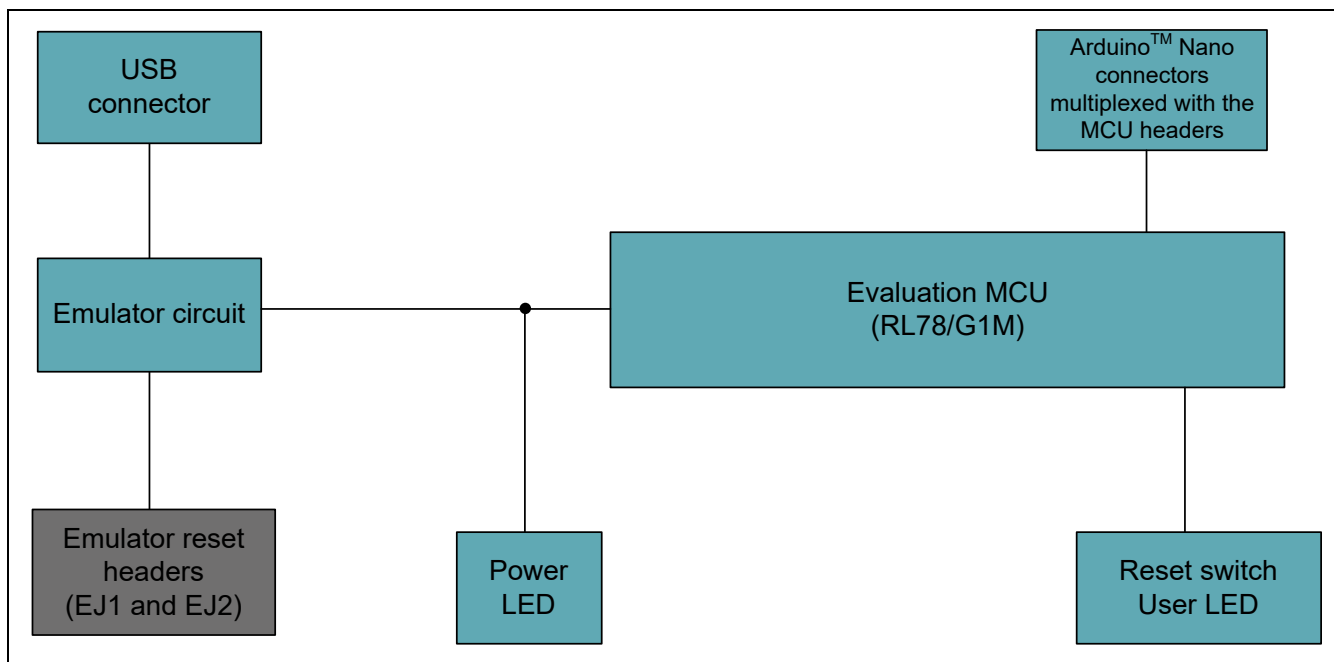 USB
connector
Arduino™ Nano
connectors
multiplexed with the
MCU headers
Emulator circuit
Evaluation MCU
(RL78/G1M)
Emulator reset
headers
(EJ1 and EJ2)
Power
LED
Reset switch
User LED